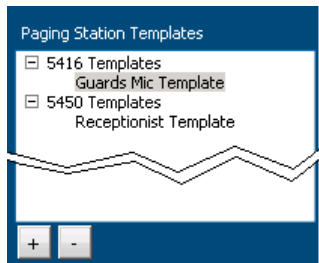 Paging Station Templates
5416 Templates
Guards Mic Template
5450 Templates
Receptionist Template
+ -